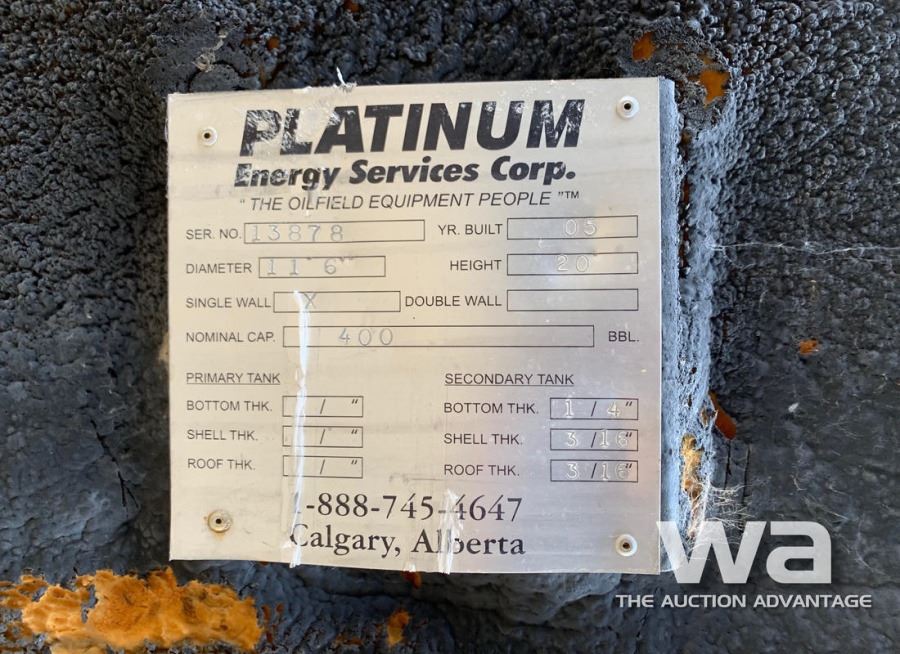 PLATINUM
Energy Services Corp.
" THE OILFIELD EQUIPMENT PEOPLE "™
SER. NO. 13878 YR. BUILT 05
DIAMETER 11 6 HEIGHT 20
SINGLE WALL X DOUBLE WALL
NOMINAL CAP. 400 BBL.
PRIMARY TANK SECONDARY TANK
BOTTOM THK. / " BOTTOM THK. 1 / 4"
SHELL THK. / " SHELL THK. 3 / 16"
ROOF THK. / " ROOF THK. 3 / 16"
1-888-745-4647
Calgary, Alberta
wa
THE AUCTION ADVANTAGE